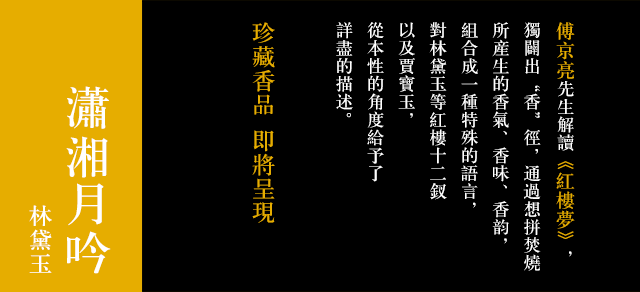 傅京亮先生解讀《紅樓夢》，
獨闢出“香”徑，通過想拼焚燒
所産生的香氣、香味、香韵，
組合成一種特殊的語言，
對林黛玉等紅樓十二釵
以及賈寶玉，
從本性的角度給予了
詳盡的描述。
珍藏香品 即將呈現
瀟湘月吟
林黛玉